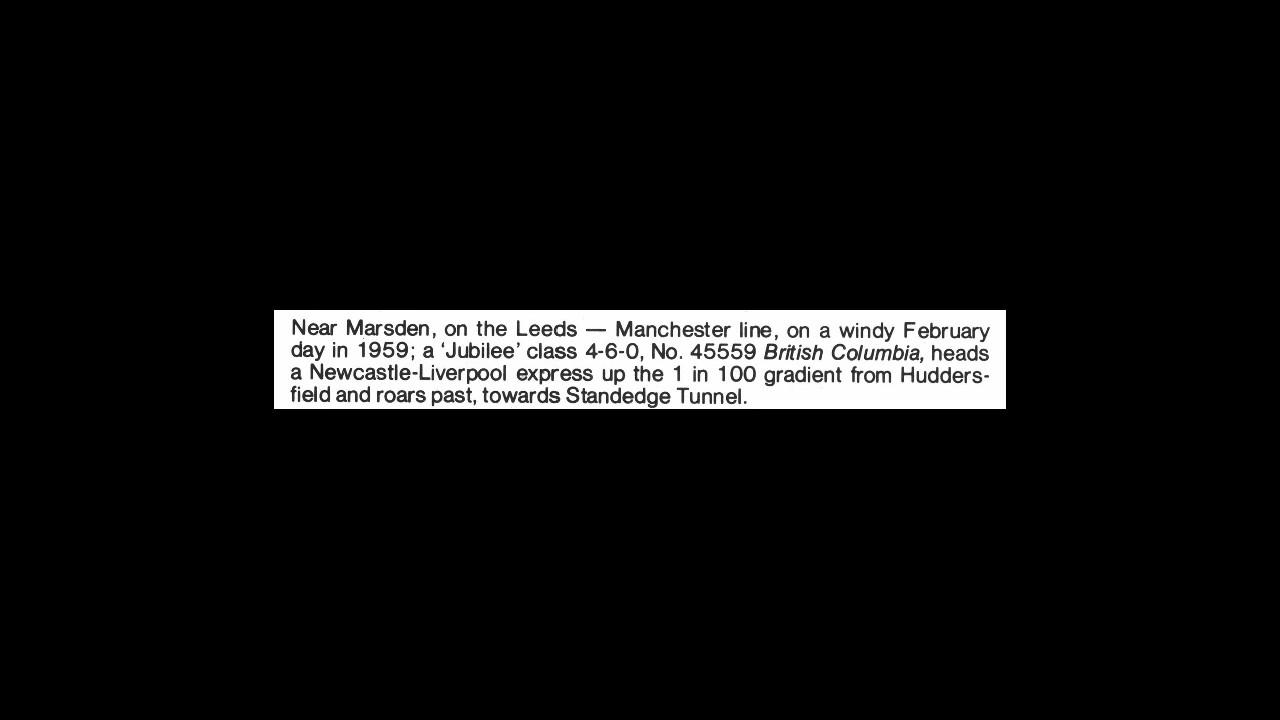 Near Marsden, on the Leeds — Manchester line, on a windy February
day in 1959; a ‘Jubilee’ class 4-6-0, No. 45559 British Columbia, heads
a Newcastle-Liverpool express up the 1 in 100 gradient from Hudders-
field and roars past, towards Standedge Tunnel.